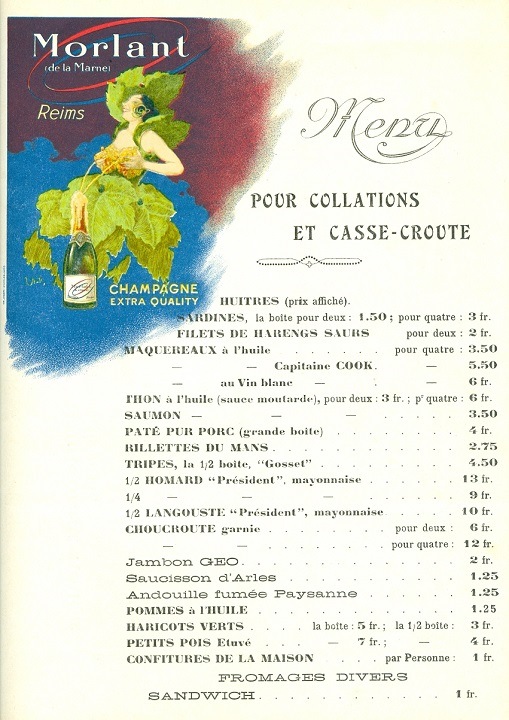 Morlant
(de la Marne)
Reims
Menu
POUR COLLATIONS
ET CASSE-CROUTE
CHAMPAGNE
EXTRA QUALITY
HUITRES (prix affiché).
SARDINES, la boîte pour deux : 1.50 ; pour quatre : 3 fr.
FILETS DE HARENGS SAURS pour deux : 2 fr.
MAQUEREAUX à l'huile . . . . . . pour quatre : 3.50
— — Capitaine COOK. — 5.50
— au Vin blanc — . — 6 fr.
THON à l'huile (sauce moutarde), pour deux : 3 fr. ; pr quatre : 6 fr.
SAUMON — — — . . . . 3.50
PATÉ PUR PORC (grande boîte) . . . . . . . 4 fr.
RILLETTES DU MANS . . . . . . . . . 2.75
TRIPES, la 1/2 boîte, "Gosset" . . . . . . . 4.50
1/2 HOMARD "Président", mayonnaise . . . . . 13 fr.
1/4 — — — . . . . . 9 fr.
1/2 LANGOUSTE "Président", mayonnaise . . . . 10 fr.
CHOUCROUTE garnie . . . . . . pour deux : 6 fr.
— — . . . . . . . pour quatre : 12 fr.
Jambon GEO . . . . . . . . . . 2 fr.
Saucisson d'Arles . . . . . . . . . 1.25
Andouille fumée Paysanne . . . . . . 1.25
POMMES à l'HUILE . . . . . . . . . 1.25
HARICOTS VERTS . . . . la boîte : 5 fr. ; la 1/2 boîte : 3 fr.
PETITS POIS Etuvé . . . — 7 fr. ; — 4 fr.
CONFITURES DE LA MAISON . . . . par Personne : 1 fr.
FROMAGES DIVERS
SANDWICH . . . . . . . . . . . 1 fr.